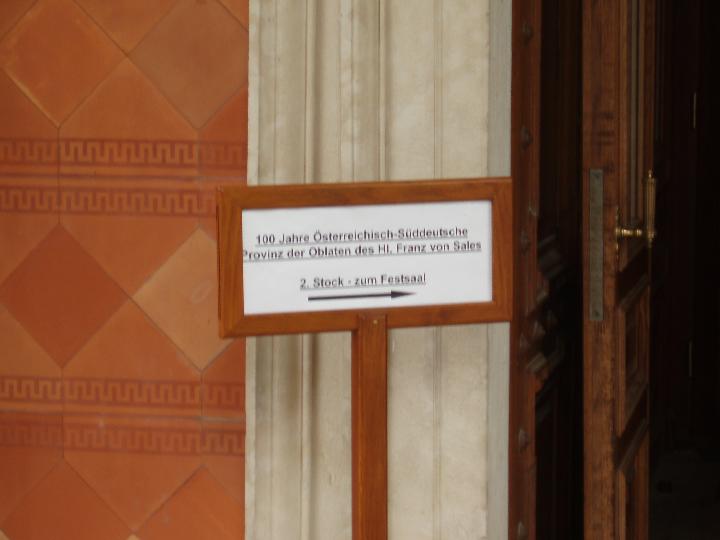 100 Jahre Österreichisch-Süddeutsche
Provinz der Oblaten des Hl. Franz von Sales
2. Stock - zum Festsaal